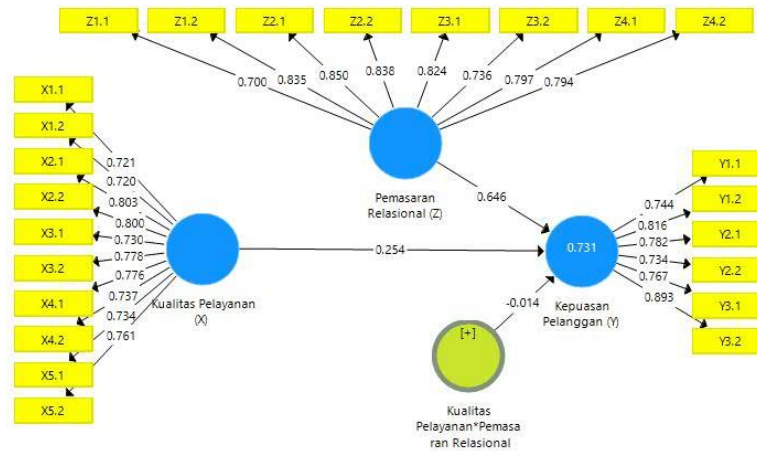 Z1.1
Z1.2
Z2.1
Z2.2
Z3.1
Z3.2
Z4.1
Z4.2
0.700
0.835
0.850
0.838
0.824
0.736
0.797
0.794
X1.1
X1.2
X2.1
X2.2
X3.1
X3.2
X4.1
X4.2
X5.1
X5.2
0.721
0.720
0.803
0.800
0.730
0.778
0.776
0.737
0.734
0.761
Kualitas Pelayanan
(X)
Pemasaran
Relasional (Z)
0.646
0.254
-0.014
[+]
Kualitas
Pelayanan*Pemasa
ran Relasional
0.731
Kepuasan
Pelanggan (Y)
0.744
0.816
0.782
0.734
0.767
0.893
Y1.1
Y1.2
Y2.1
Y2.2
Y3.1
Y3.2